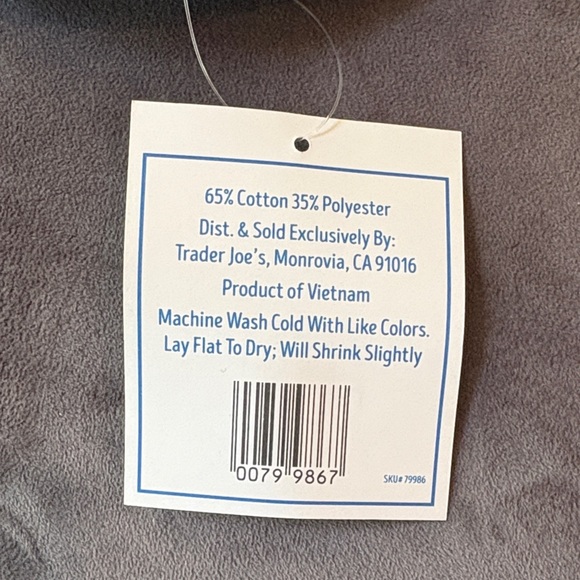 65% Cotton 35% Polyester
Dist. & Sold Exclusively By:
Trader Joe's, Monrovia, CA 91016
Product of Vietnam
Machine Wash Cold With Like Colors.
Lay Flat To Dry; Will Shrink Slightly
0079 9867
SKU# 79986